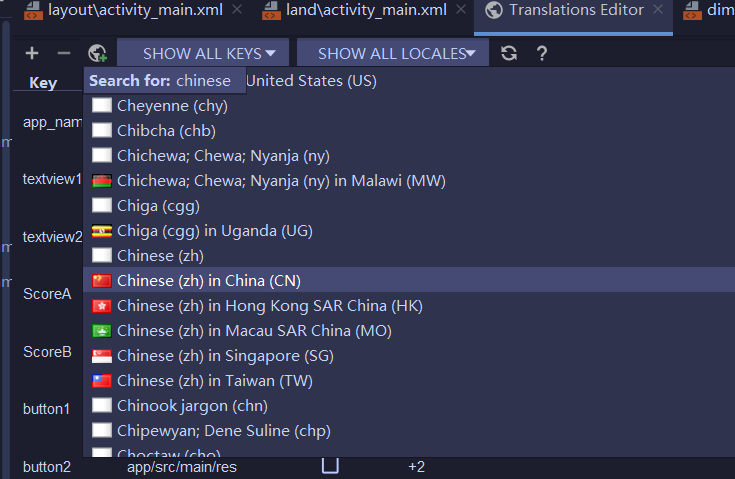 layout\activity_main.xml land\activity_main.xml Translations Editor
SHOW ALL KEYS SHOW ALL LOCALES ?
Key
Search for: chinese United States (US)
Cheyenne (chy)
app_nam
Chibcha (chb)
Chichewa; Chewa; Nyanja (ny)
textview1 Chichewa; Chewa; Nyanja (ny) in Malawi (MW)
Chiga (cgg)
textview2 Chiga (cgg) in Uganda (UG)
Chinese (zh)
Chinese (zh) in China (CN)
ScoreA
Chinese (zh) in Hong Kong SAR China (HK)
Chinese (zh) in Macau SAR China (MO)
ScoreB Chinese (zh) in Singapore (SG)
Chinese (zh) in Taiwan (TW)
button1 Chinook jargon (chn)
Chipewyan; Dene Suline (chp)
Choctaw (cho)
button2 app/src/main/res +2